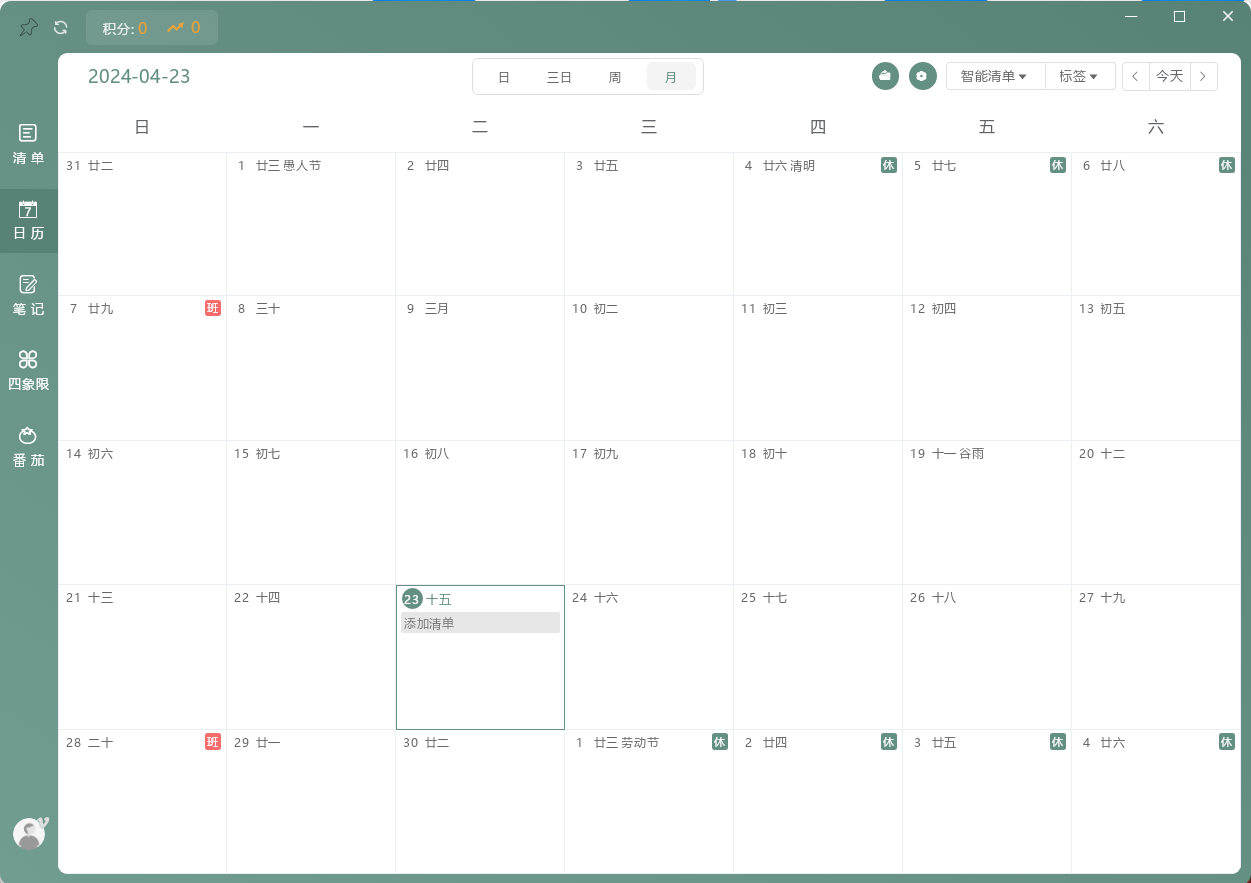 积分: 0 0
2024-04-23
日 三日 周 月
智能清单 标签 今天
清单
7
日历
笔记
四象限
番茄
日 一 二 三 四 五 六
31 廿二 1 廿三 愚人节 2 廿四 3 廿五 4 廿六 清明 休 5 廿七 休 6 廿八 休
7 廿九 班 8 三十 9 三月 10 初二 11 初三 12 初四 13 初五
14 初六 15 初七 16 初八 17 初九 18 初十 19 十一 谷雨 20 十二
21 十三 22 十四 23 十五 24 十六 25 十七 26 十八 27 十九
添加清单
28 二十 班 29 廿一 30 廿二 1 廿三 劳动节 休 2 廿四 休 3 廿五 休 4 廿六 休